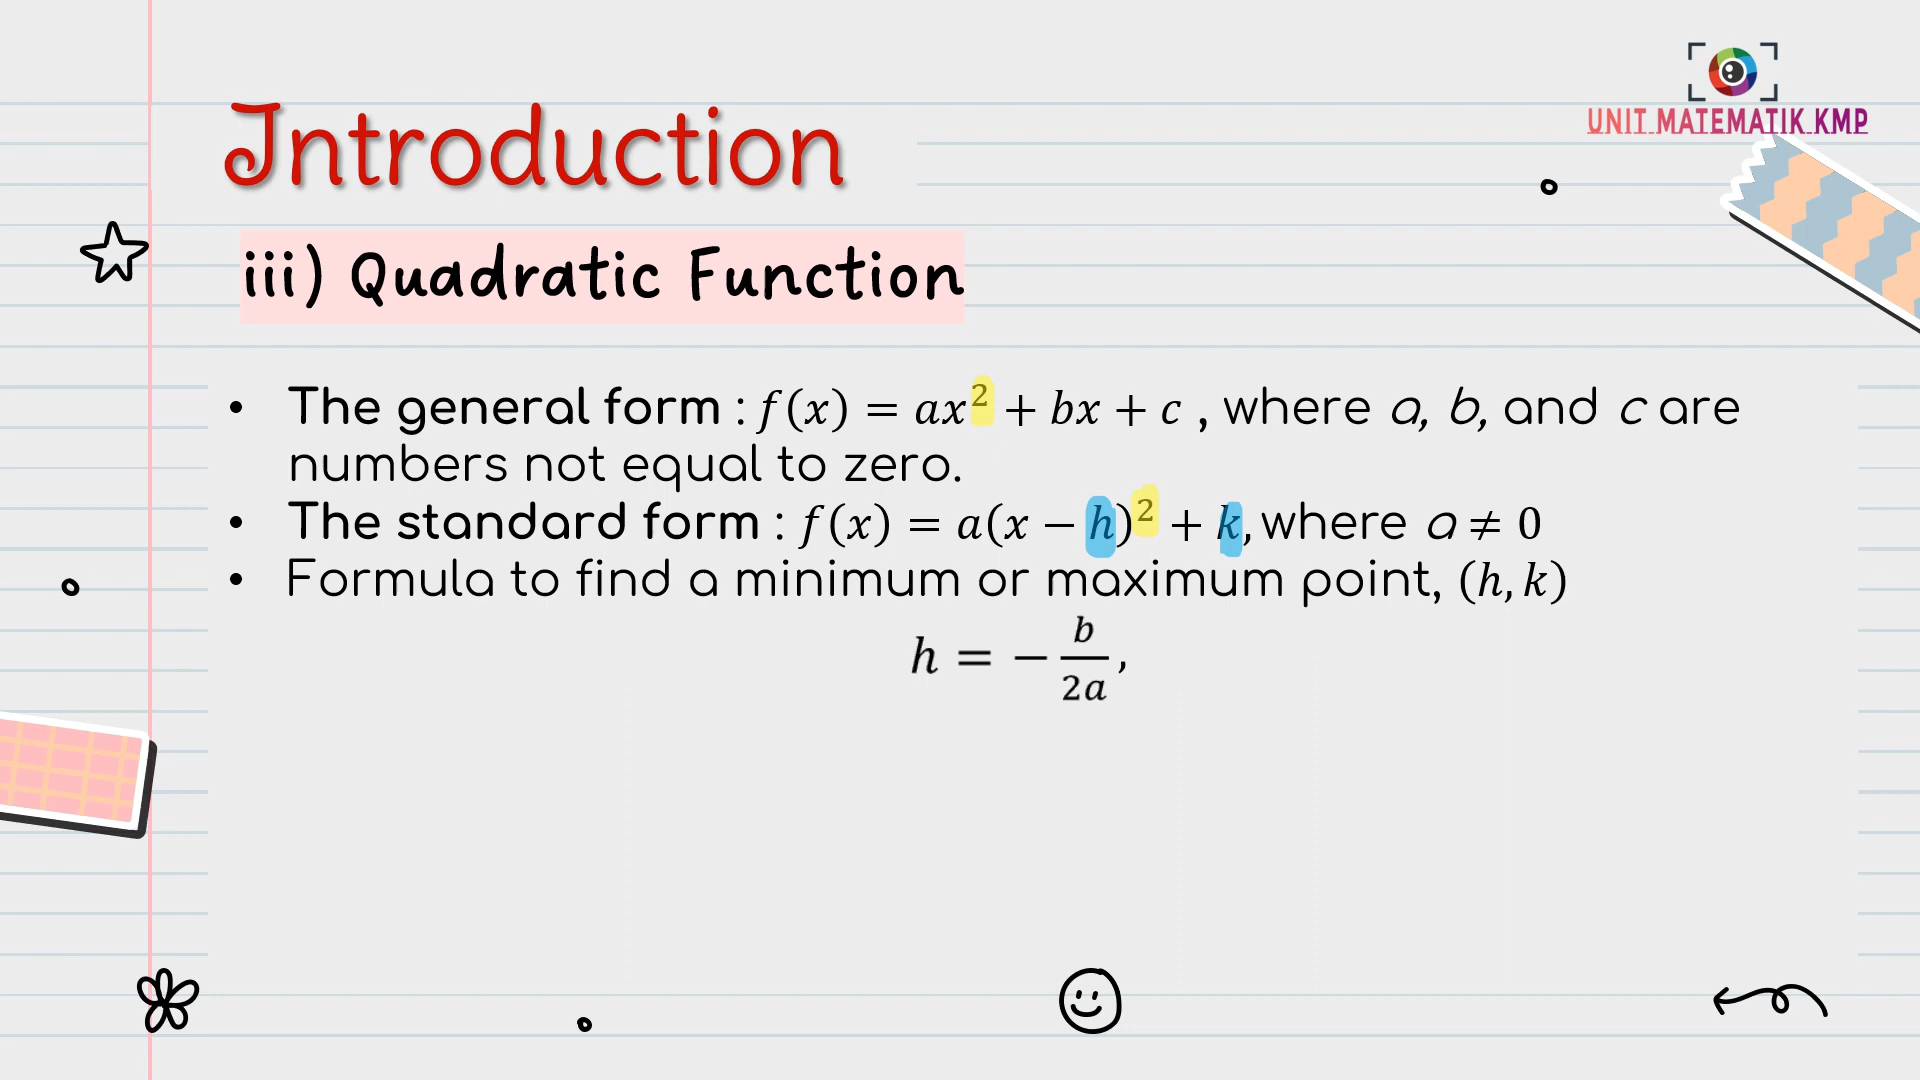 UNIT MATEMATIK KMP
Introduction
iii) Quadratic Function
• The general form : f(x) = ax² + bx + c , where a, b, and c are
numbers not equal to zero.
• The standard form : f(x) = a(x − h)² + k, where a ≠ 0
• Formula to find a minimum or maximum point, (h, k)
h = − b/2a ,